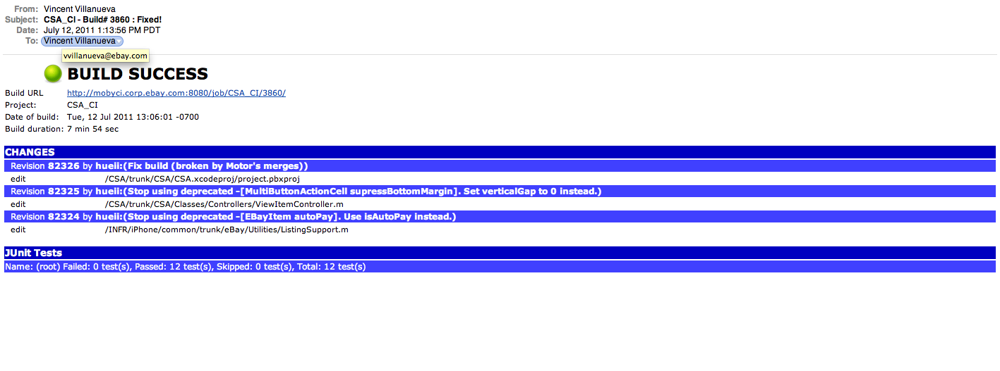 From: Vincent Villanueva
Subject: CSA_CI - Build# 3860 : Fixed!
Date: July 12, 2011 1:13:56 PM PDT
To: Vincent Villanueva
vvillanueva@ebay.com
BUILD SUCCESS
Build URL http://mobyci.corp.ebay.com:8080/job/CSA_CI/3860/
Project: CSA_CI
Date of build: Tue, 12 Jul 2011 13:06:01 -0700
Build duration: 7 min 54 sec
CHANGES
Revision 82326 by hueii:(Fix build (broken by Motor's merges))
edit /CSA/trunk/CSA/CSA.xcodeproj/project.pbxproj
Revision 82325 by hueii:(Stop using deprecated -[MultiButtonActionCell supressBottomMargin]. Set verticalGap to 0 instead.)
edit /CSA/trunk/CSA/Classes/Controllers/ViewItemController.m
Revision 82324 by hueii:(Stop using deprecated -[EBayItem autoPay]. Use isAutoPay instead.)
edit /INFR/iPhone/common/trunk/eBay/Utilities/ListingSupport.m
JUnit Tests
Name: (root) Failed: 0 test(s), Passed: 12 test(s), Skipped: 0 test(s), Total: 12 test(s)